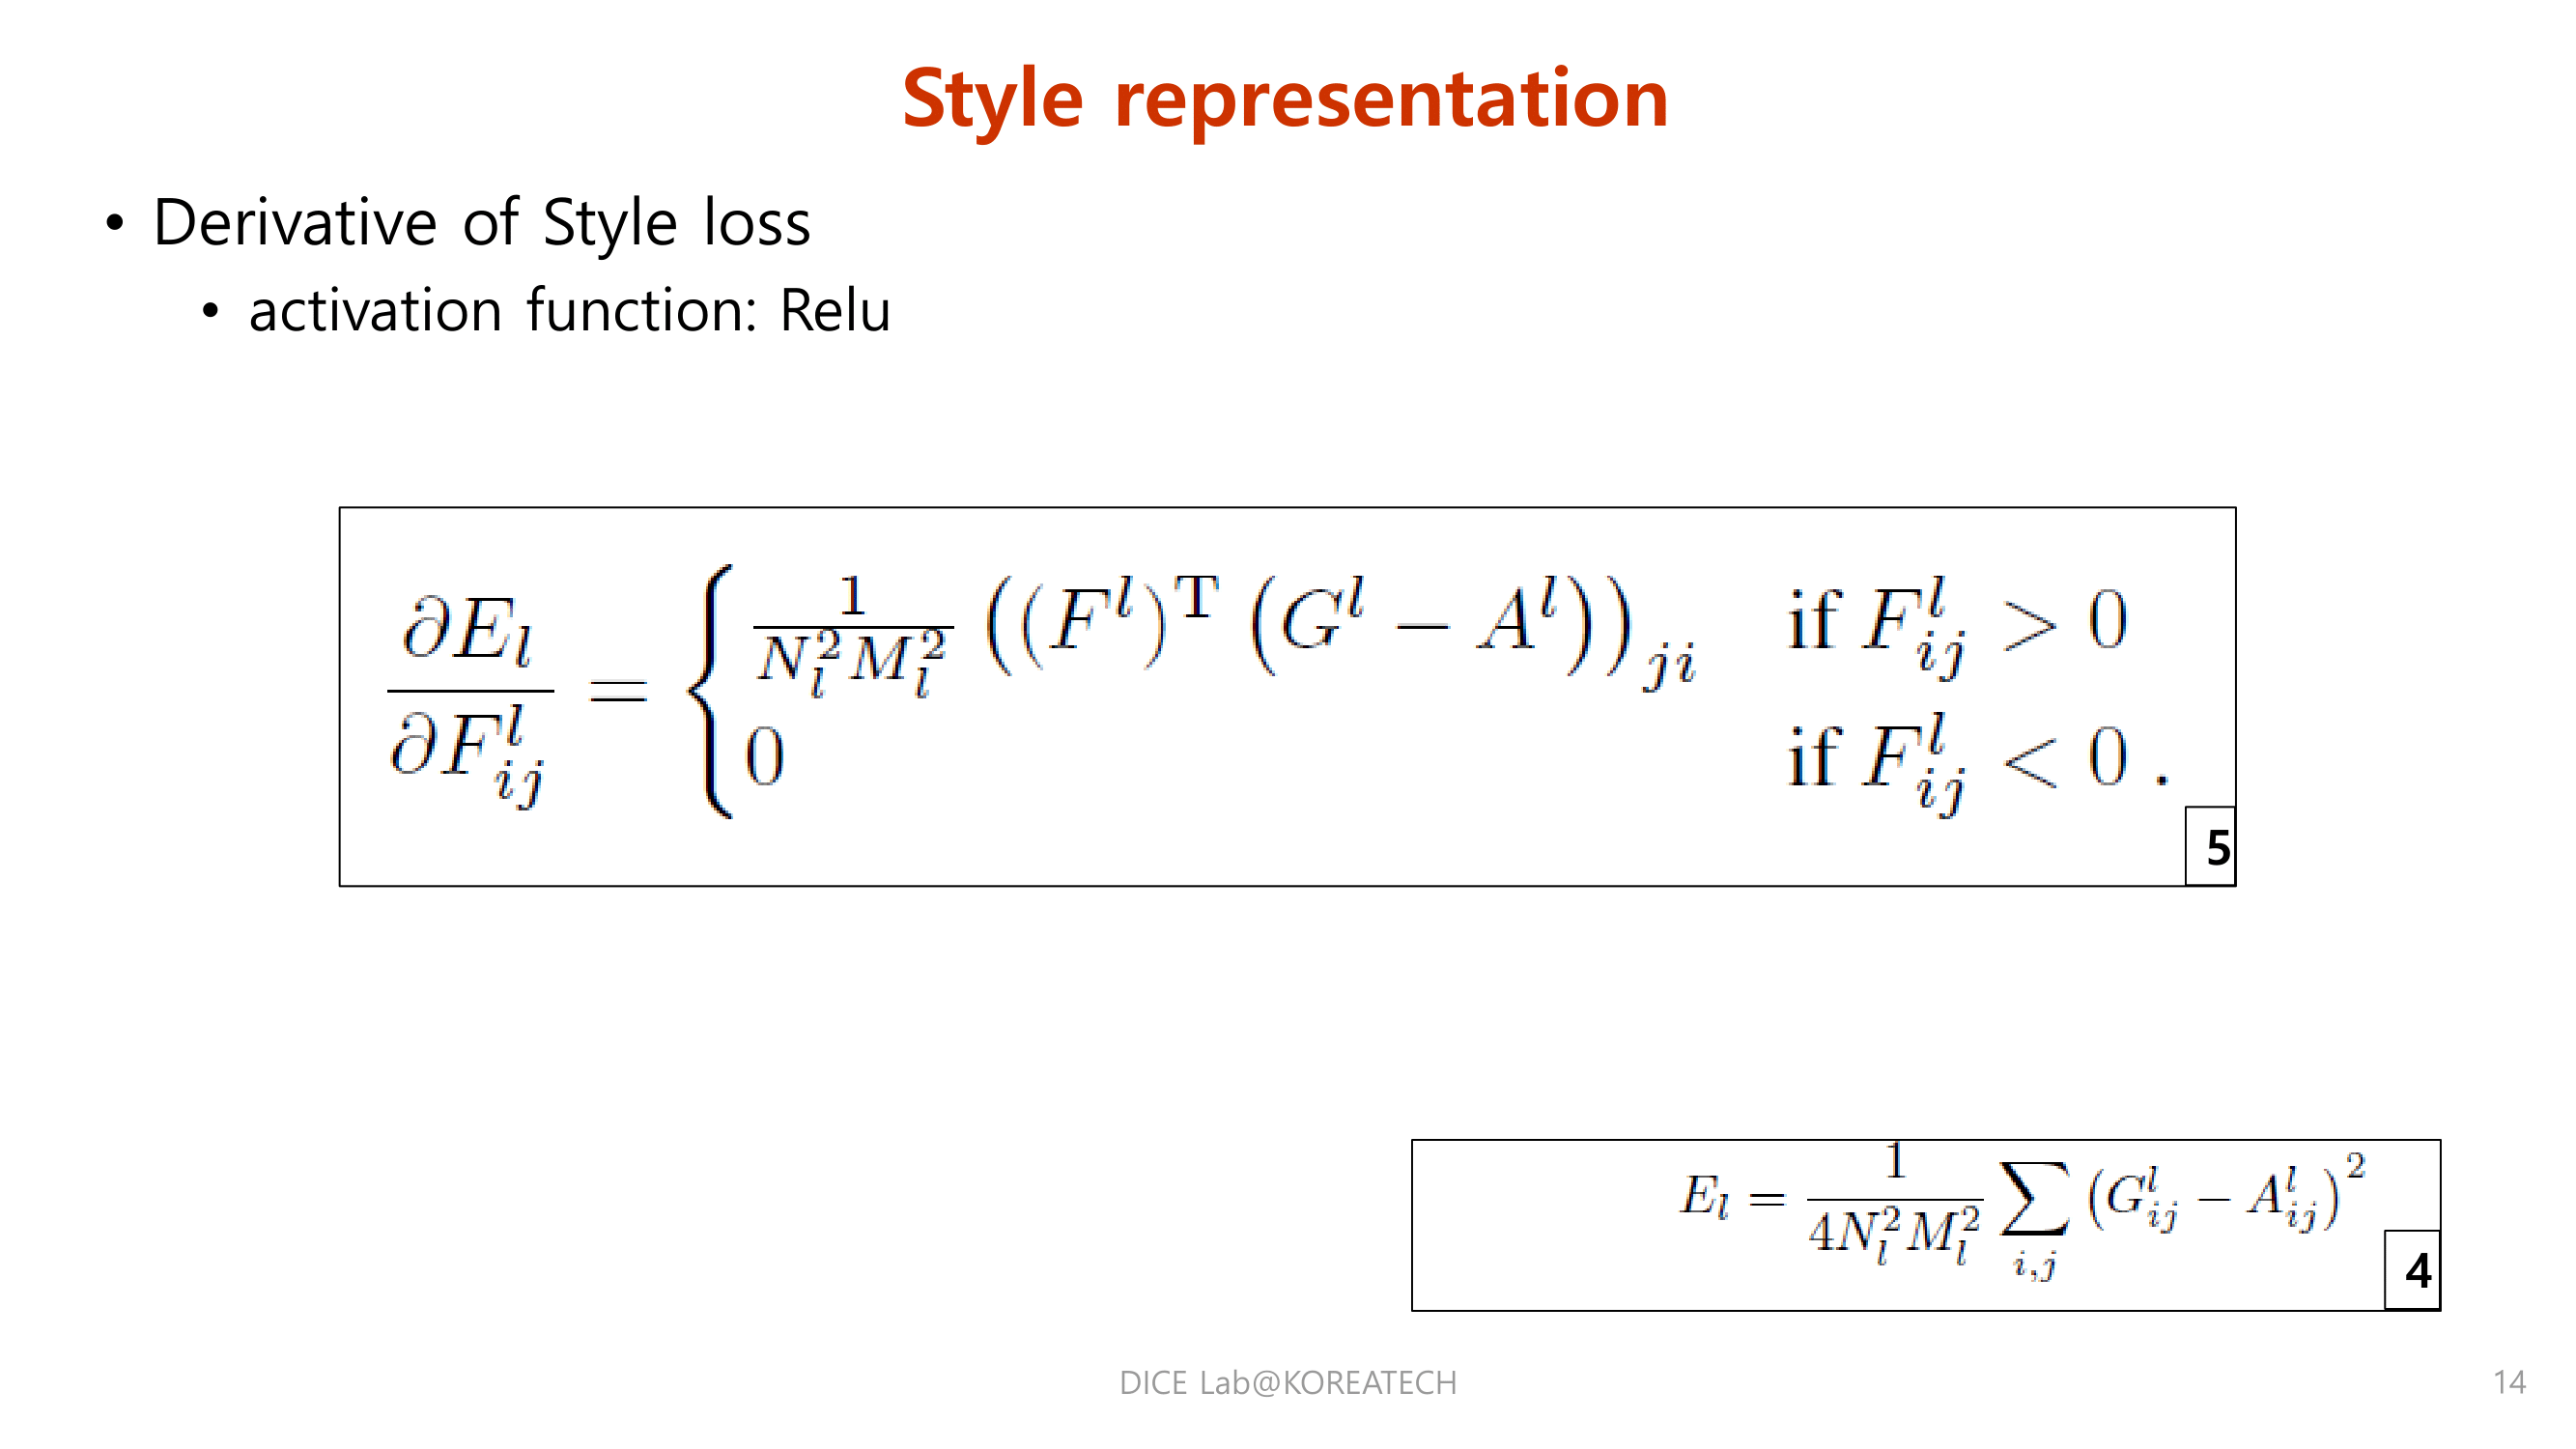 Style representation
• Derivative of Style loss
• activation function: Relu
\frac{\partial E_l}{\partial F_{ij}^l} = \begin{cases} \frac{1}{N_l^2 M_l^2} \left( (F^l)^{\mathrm{T}} \left( G^l - A^l \right) \right)_{ji} & \text{if } F_{ij}^l > 0 \\ 0 & \text{if } F_{ij}^l < 0 \, . \end{cases}
5
E_l = \frac{1}{4N_l^2 M_l^2} \sum_{i,j} \left( G_{ij}^l - A_{ij}^l \right)^2
4
DICE Lab@KOREATECH
14